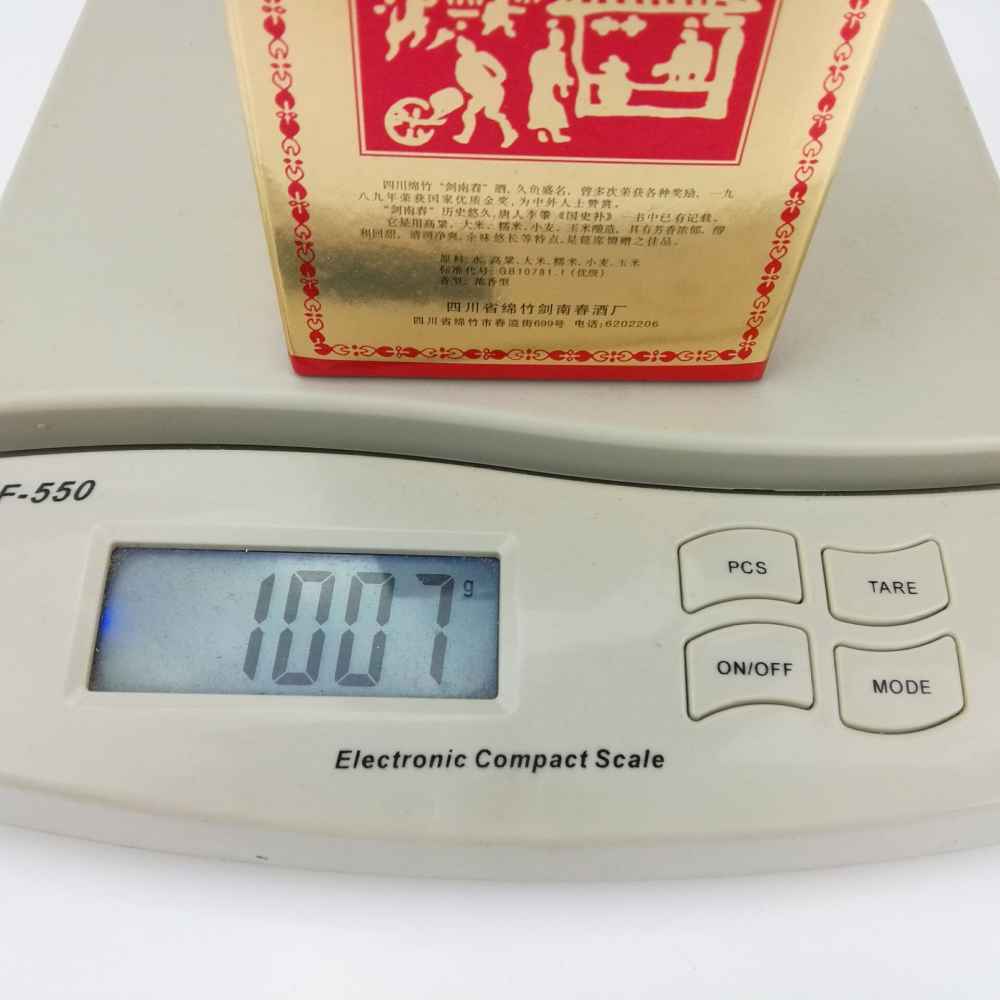 四川绵竹“剑南春”酒，久负盛名，曾多次荣获各种奖励，一九
八九年荣获国家优质金奖，为中外人士赞赏。
“剑南春”历史悠久，唐人李肇《国史补》一书中已有记载。
它是用高粱、大米、糯米、小麦、玉米酿造，具有芳香浓郁、醇
和回甜、清冽净爽、余味悠长等特点，是筵席馈赠之佳品。
原料：水、高粱、大米、糯米、小麦、玉米
标准代号：GB10781.1（优级）
香型：浓香型
四川省绵竹剑南春酒厂
四川省绵竹市春溢街699号 电话：6202206
F-550
1007 g
PCS
TARE
ON/OFF
MODE
Electronic Compact Scale